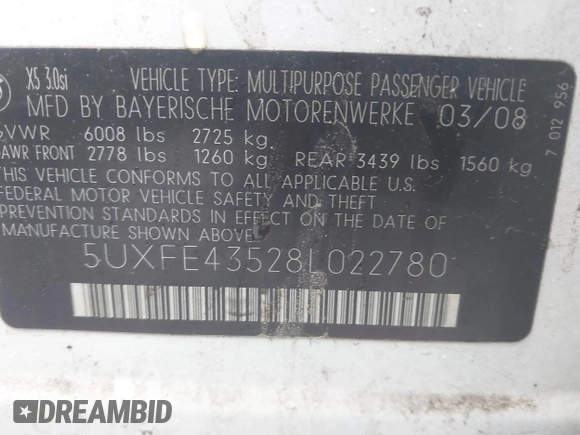 X5 3.0si
VEHICLE TYPE: MULTIPURPOSE PASSENGER VEHICLE
MFD BY BAYERISCHE MOTORENWERKE 03/08
GVWR 6008 lbs 2725 kg.
GAWR FRONT 2778 lbs 1260 kg. REAR 3439 lbs 1560 kg
THIS VEHICLE CONFORMS TO ALL APPLICABLE U.S.
FEDERAL MOTOR VEHICLE SAFETY AND THEFT
PREVENTION STANDARDS IN EFFECT ON THE DATE OF
MANUFACTURE SHOWN ABOVE.
5UXFE43528L022780
7 012 956
DREAMBID